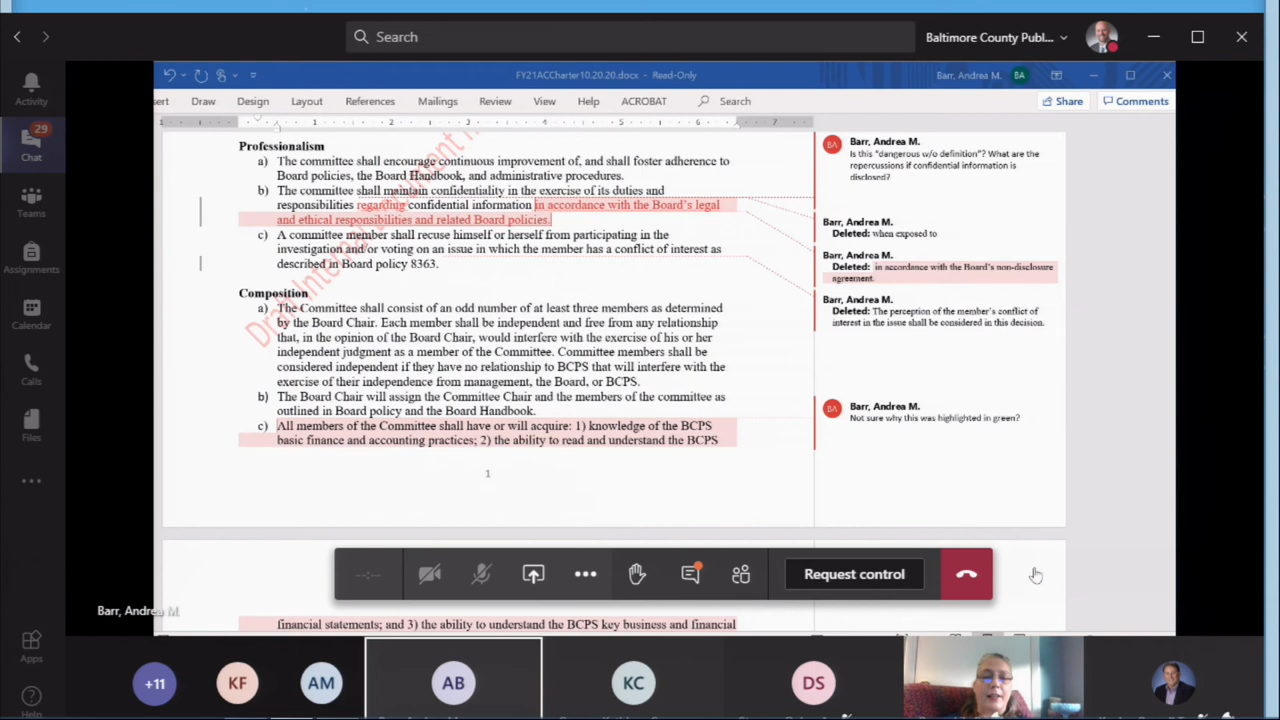 Search
Baltimore County Publ...
FY21ACCharter10.20.20.docx - Read-Only
Barr, Andrea M.
BA
Draw
Design
Layout
References
Mailings
Review
View
Help
ACROBAT
Search
Share
Comments
1
1
2
3
4
5
6
7
Activity
29
Chat
Teams
Assignments
Calendar
Calls
Files
Apps
Help
Professionalism
a) The committee shall encourage continuous improvement of, and shall foster adherence to
Board policies, the Board Handbook, and administrative procedures.
b) The committee shall maintain confidentiality in the exercise of its duties and
responsibilities regarding confidential information in accordance with the Board's legal
and ethical responsibilities and related Board policies.
c) A committee member shall recuse himself or herself from participating in the
investigation and/or voting on an issue in which the member has a conflict of interest as
described in Board policy 8363.
Composition
a) The Committee shall consist of an odd number of at least three members as determined
by the Board Chair. Each member shall be independent and free from any relationship
that, in the opinion of the Board Chair, would interfere with the exercise of his or her
independent judgment as a member of the Committee. Committee members shall be
considered independent if they have no relationship to BCPS that will interfere with the
exercise of their independence from management, the Board, or BCPS.
b) The Board Chair will assign the Committee Chair and the members of the committee as
outlined in Board policy and the Board Handbook.
c) All members of the Committee shall have or will acquire: 1) knowledge of the BCPS
basic finance and accounting practices; 2) the ability to read and understand the BCPS
1
financial statements; and 3) the ability to understand the BCPS key business and financial
BA
Barr, Andrea M.
Is this "dangerous w/o definition"? What are the
repercussions if confidential information is
disclosed?
Barr, Andrea M.
Deleted: when exposed to
Barr, Andrea M.
Deleted: in accordance with the Board's non-disclosure
agreement.
Barr, Andrea M.
Deleted: The perception of the member's conflict of
interest in the issue shall be considered in this decision.
BA
Barr, Andrea M.
Not sure why this was highlighted in green?
Request control
Barr, Andrea M.
+11
KF
AM
AB
KC
DS